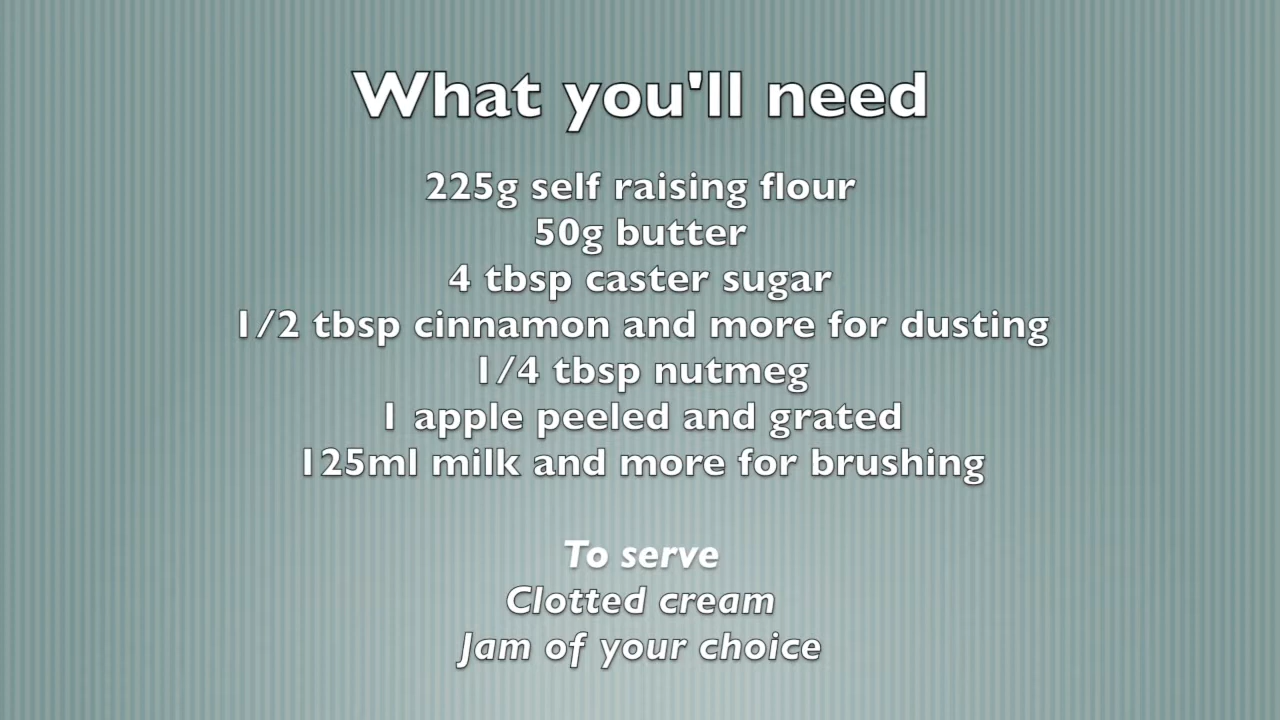 What you'll need
225g self raising flour
50g butter
4 tbsp caster sugar
1/2 tbsp cinnamon and more for dusting
1/4 tbsp nutmeg
1 apple peeled and grated
125ml milk and more for brushing
To serve
Clotted cream
Jam of your choice